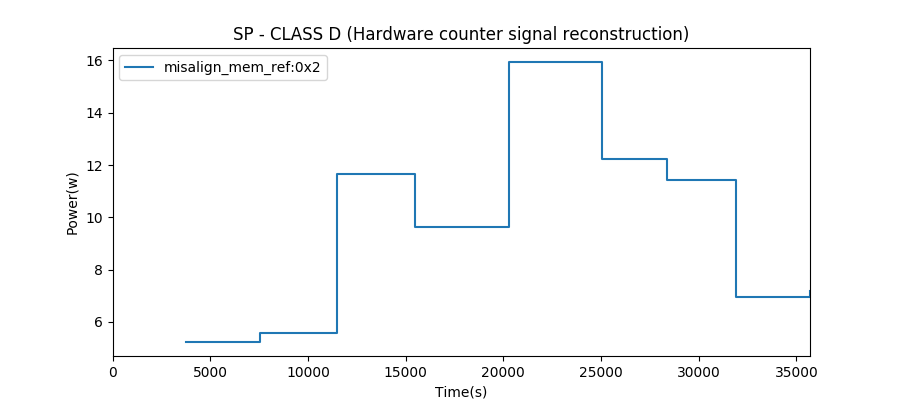 SP - CLASS D (Hardware counter signal reconstruction)
misalign_mem_ref:0x2
Power(w)
16
14
12
10
8
6
0 5000 10000 15000 20000 25000 30000 35000
Time(s)